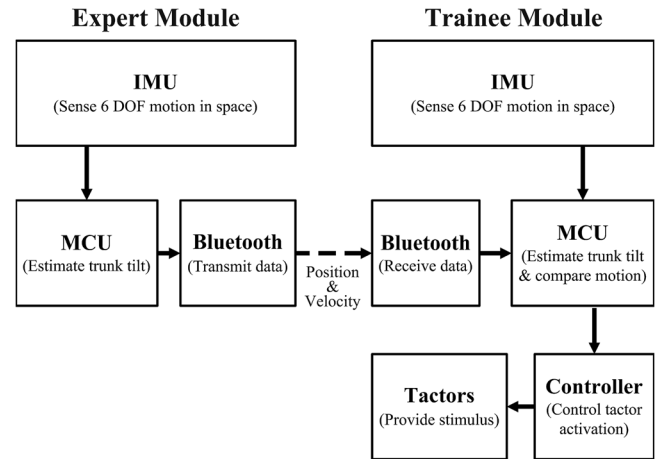 Expert Module
Trainee Module
IMU
(Sense 6 DOF motion in space)
IMU
(Sense 6 DOF motion in space)
MCU
(Estimate trunk tilt)
Bluetooth
(Transmit data)
Position
&
Velocity
Bluetooth
(Receive data)
MCU
(Estimate trunk tilt
& compare motion)
Tactors
(Provide stimulus)
Controller
(Control tactor
activation)